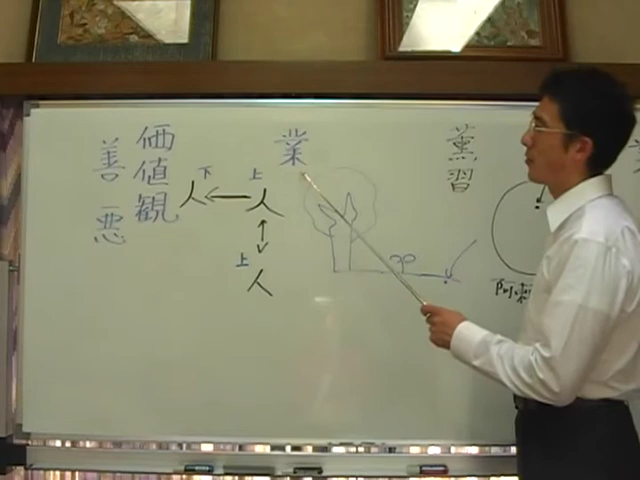 薫習
阿
業
上
人
上
人
下
人
価値観
善 悪